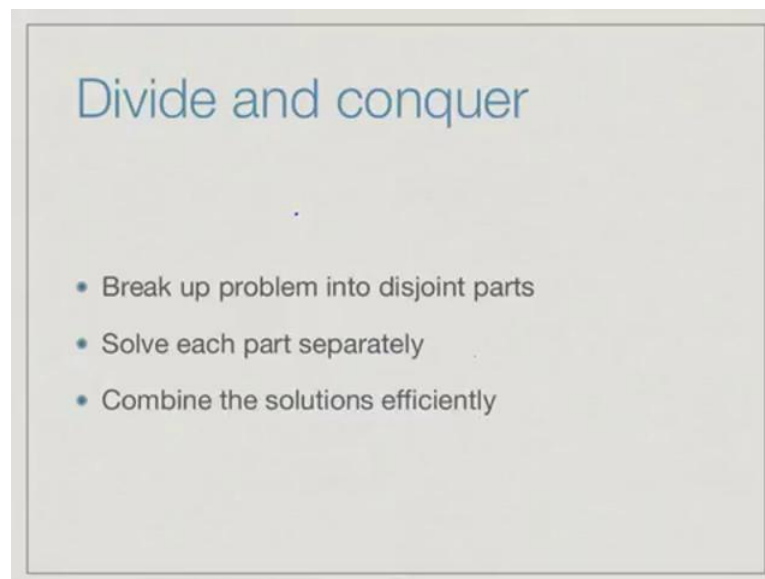 Divide and conquer
Break up problem into disjoint parts
Solve each part separately
Combine the solutions efficiently